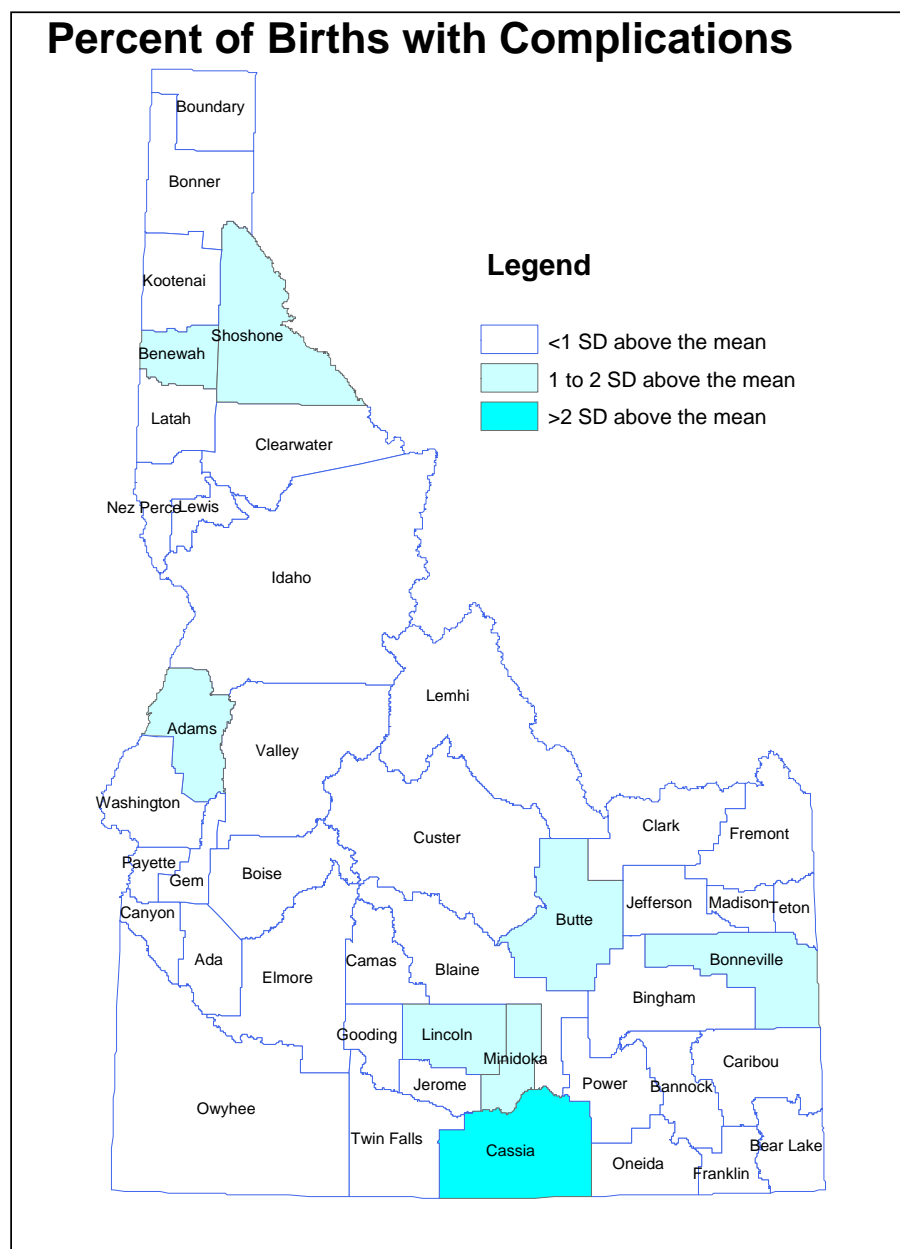 Percent of Births with Complications
Boundary
Bonner
Legend
Kootenai
Shoshone
<1 SD above the mean
Benewah
1 to 2 SD above the mean
>2 SD above the mean
Latah
Clearwater
Nez Perce
Lewis
Idaho
Lemhi
Adams
Valley
Washington
Custer
Clark
Fremont
Payette
Gem
Boise
Canyon
Butte
Jefferson
Madison
Teton
Ada
Elmore
Camas
Blaine
Bonneville
Bingham
Gooding
Lincoln
Minidoka
Caribou
Jerome
Power
Bannock
Owyhee
Twin Falls
Cassia
Oneida
Franklin
Bear Lake